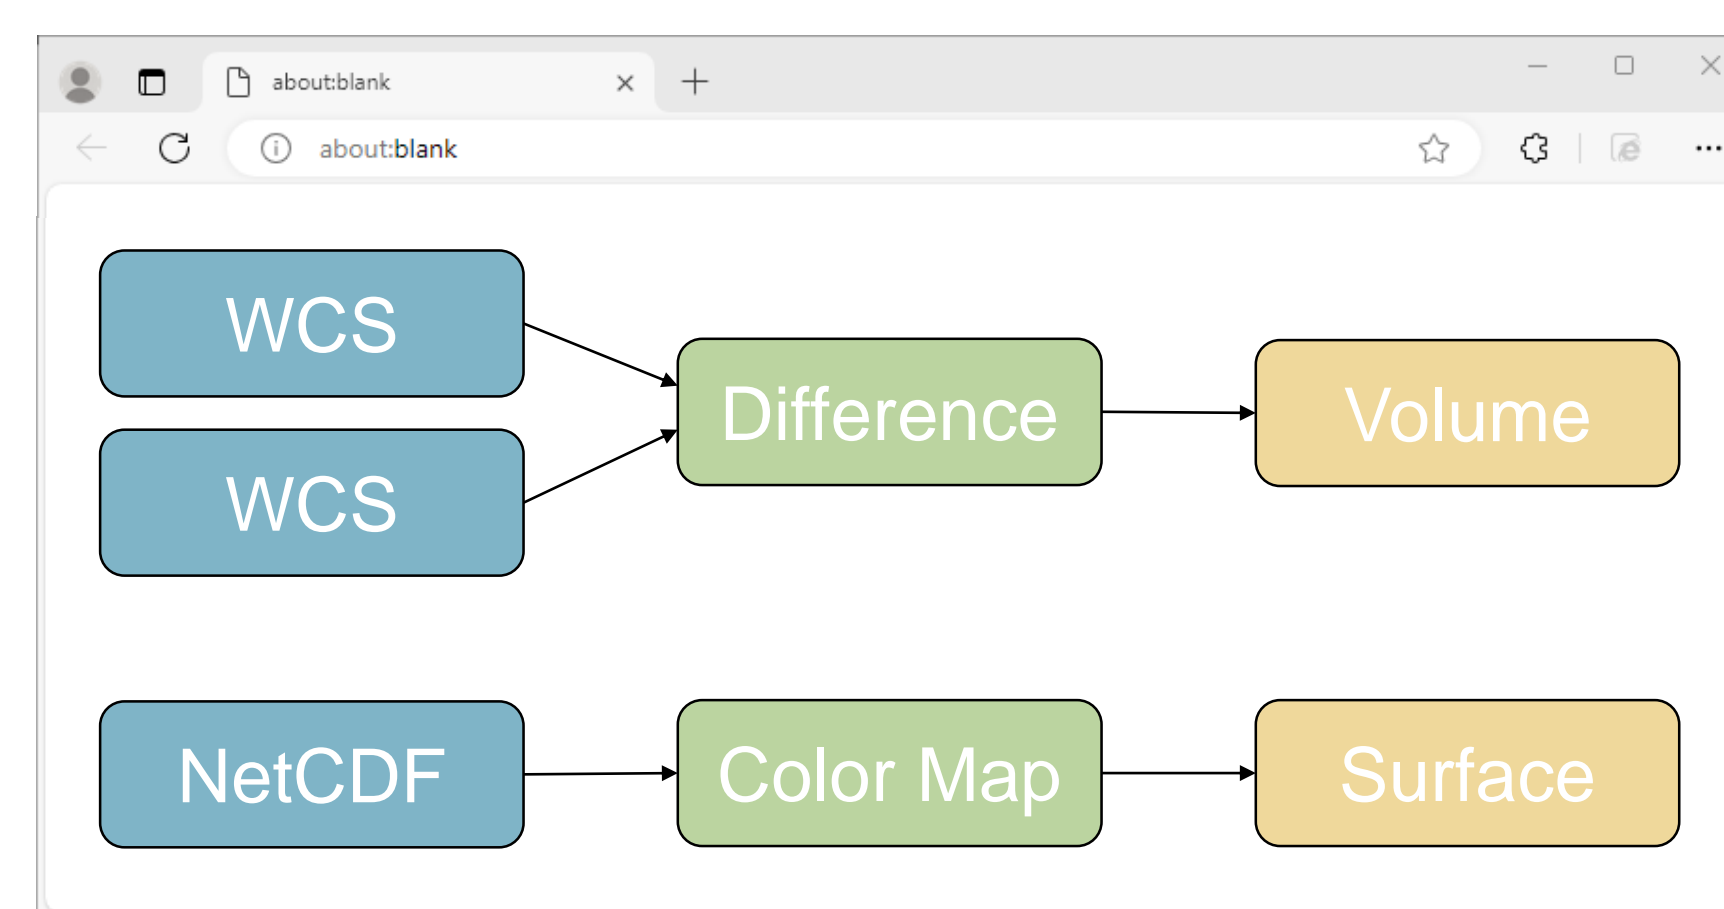 about:blank
about:blank
WCS
Difference
Volume
WCS
NetCDF
Color Map
Surface